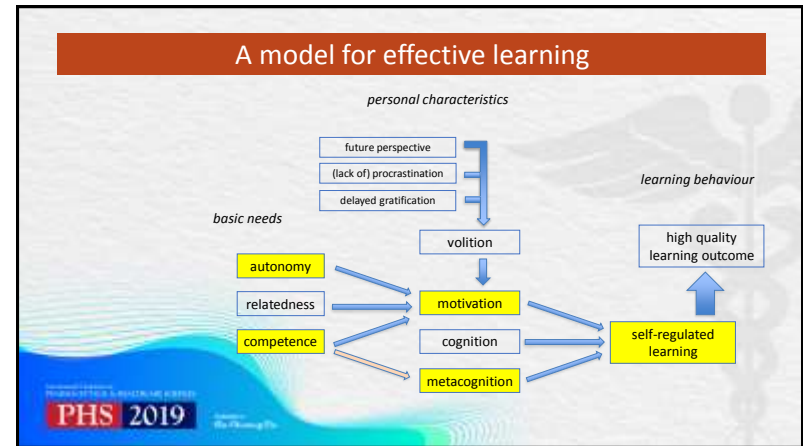 A model for effective learning
personal characteristics
future perspective
(lack of) procrastination
delayed gratification
learning behaviour
basic needs
volition
high quality
learning outcome
autonomy
relatedness
motivation
competence
cognition
self-regulated
learning
metacognition
PHS 2019